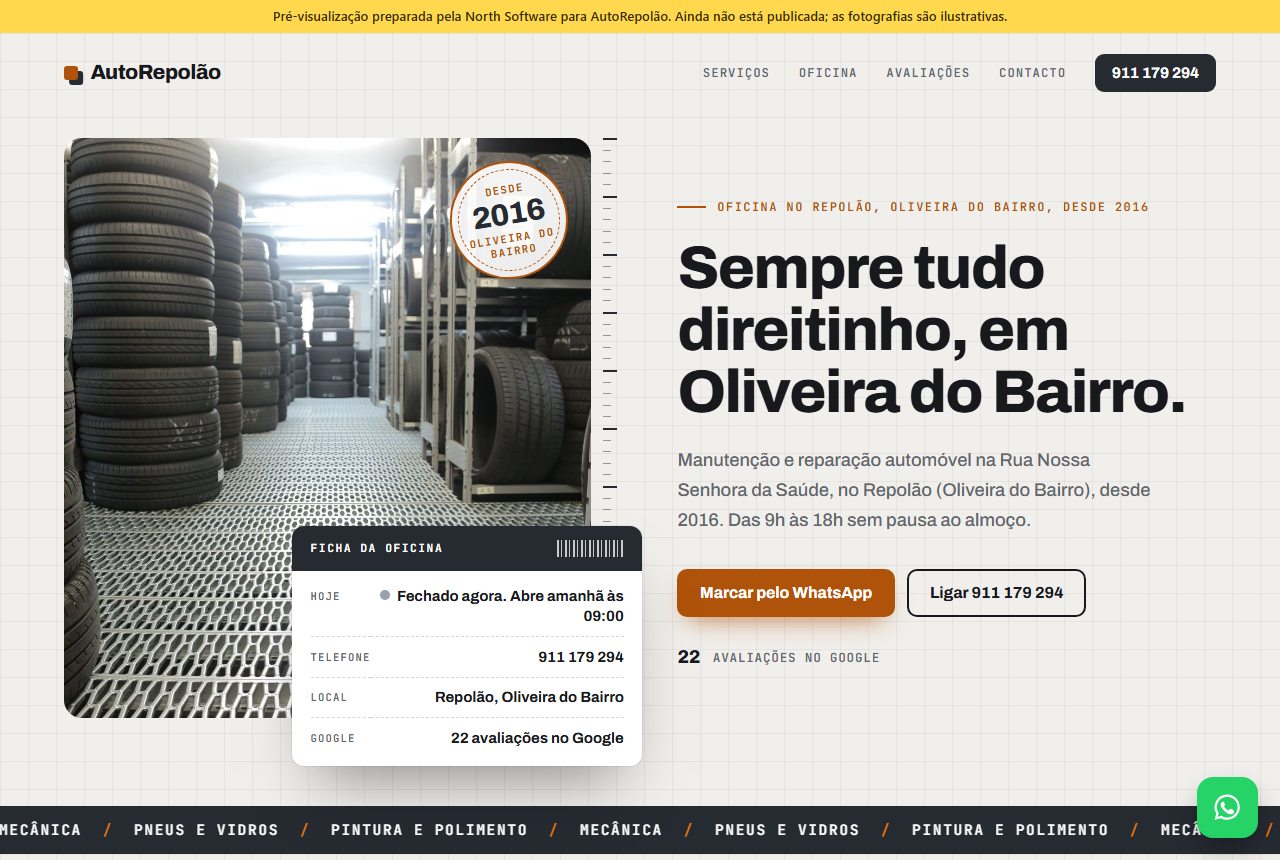 Pré-visualização preparada pela North Software para AutoRepolão. Ainda não está publicada; as fotografias são ilustrativas.
AutoRepolão
SERVIÇOS
OFICINA
AVALIAÇÕES
CONTACTO
911 179 294
DESDE
2016
OLIVEIRA DO
BAIRRO
OFICINA NO REPOLÃO, OLIVEIRA DO BAIRRO, DESDE 2016
Sempre tudo
direitinho, em
Oliveira do Bairro.
Manutenção e reparação automóvel na Rua Nossa
Senhora da Saúde, no Repolão (Oliveira do Bairro), desde
2016. Das 9h às 18h sem pausa ao almoço.
Marcar pelo WhatsApp
Ligar 911 179 294
22 AVALIAÇÕES NO GOOGLE
FICHA DA OFICINA
HOJE
Fechado agora. Abre amanhã às
09:00
TELEFONE
911 179 294
LOCAL
Repolão, Oliveira do Bairro
GOOGLE
22 avaliações no Google
MECÂNICA / PNEUS E VIDROS / PINTURA E POLIMENTO / MECÂNICA / PNEUS E VIDROS / PINTURA E POLIMENTO / MECÂ /